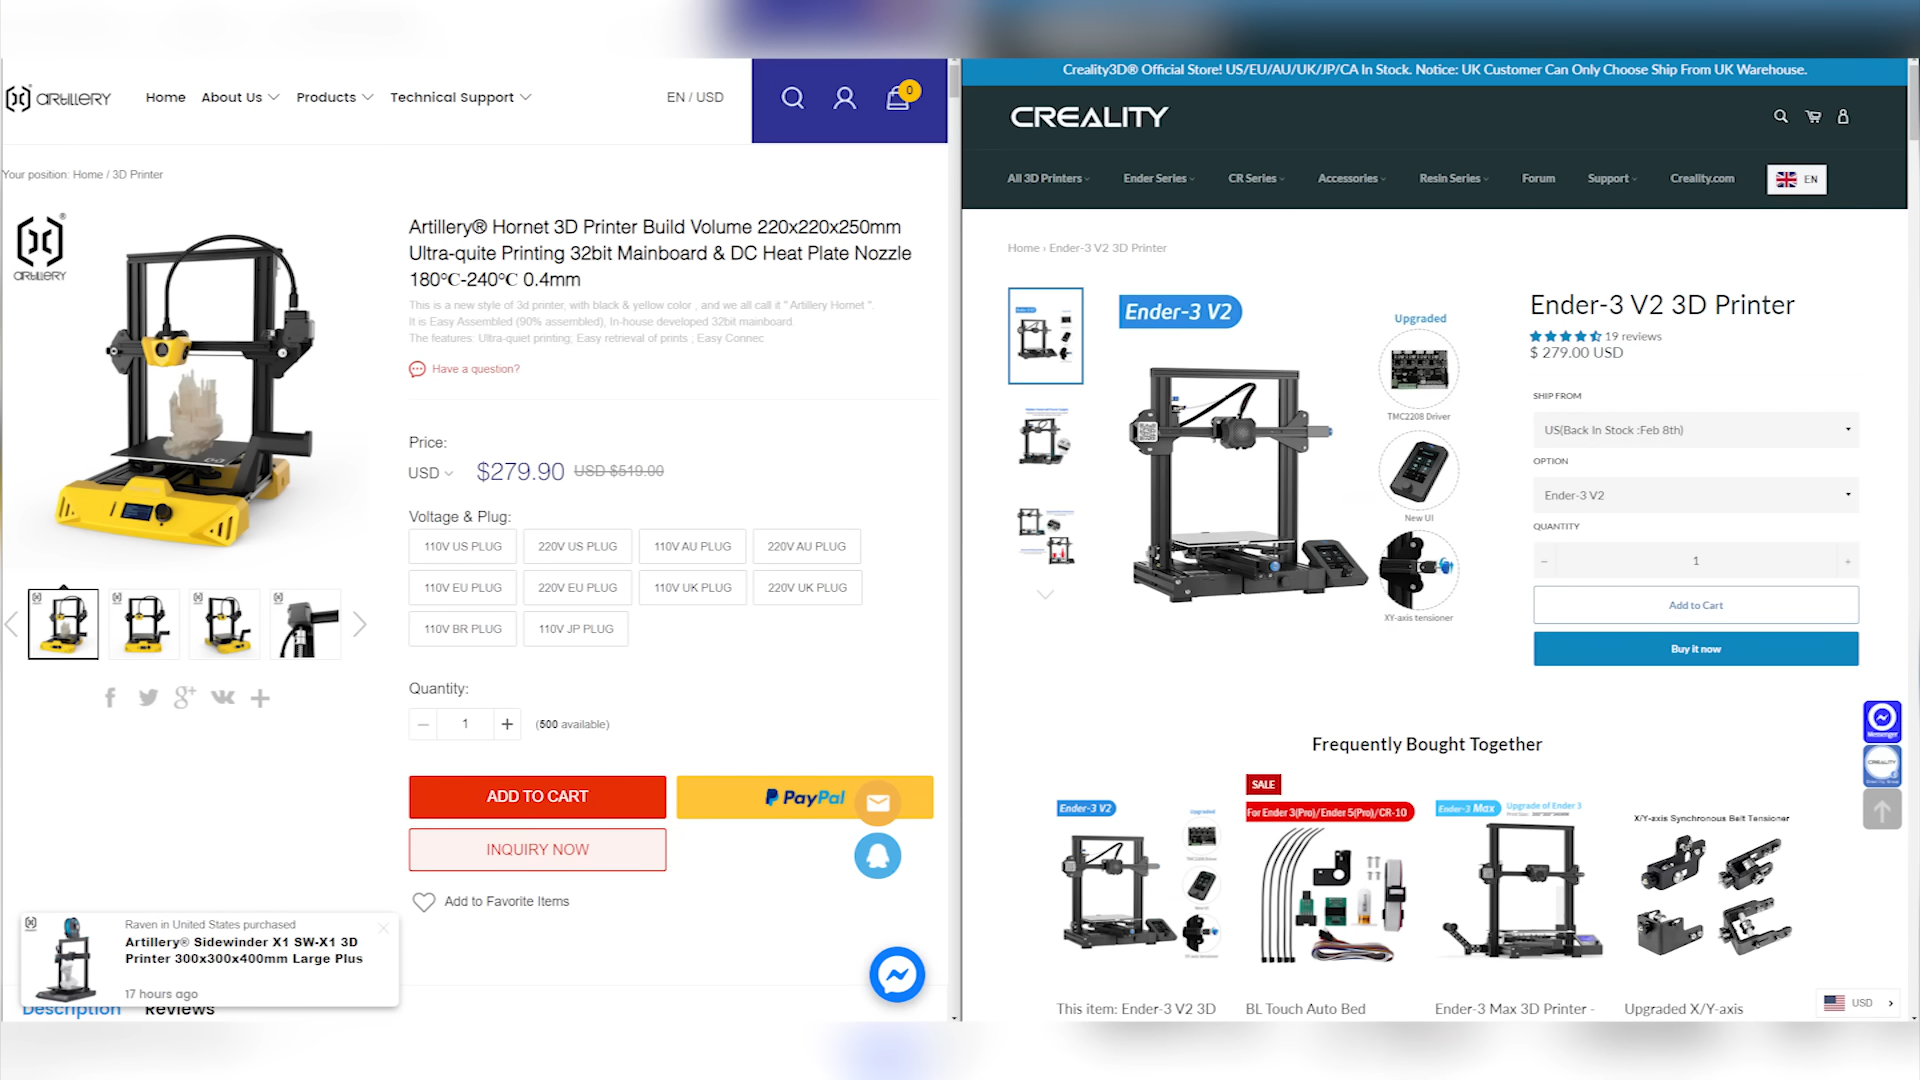 ARtiLLERY
Home
About Us
Products
Technical Support
EN / USD
0
Your position: Home / 3D Printer
ARtiLLERY
Artillery® Hornet 3D Printer Build Volume 220x220x250mm
Ultra-quite Printing 32bit Mainboard & DC Heat Plate Nozzle
180℃-240℃ 0.4mm
This is a new style of 3d printer, with black & yellow color , and we all call it " Artillery Hornet ".
It is Easy Assembled (90% assembled), In-house developed 32bit mainboard.
The features: Ultra-quiet printing; Easy retrieval of prints ; Easy Connec
Have a question?
Price:
USD $279.90 USD $519.00
Voltage & Plug:
110V US PLUG 220V US PLUG 110V AU PLUG 220V AU PLUG
110V EU PLUG 220V EU PLUG 110V UK PLUG 220V UK PLUG
110V BR PLUG 110V JP PLUG
Quantity:
1 (500 available)
ADD TO CART
PayPal
INQUIRY NOW
Add to Favorite Items
Raven in United States purchased
Artillery® Sidewinder X1 SW-X1 3D
Printer 300x300x400mm Large Plus
17 hours ago
Description Reviews
Creality3D® Official Store! US/EU/AU/UK/JP/CA In Stock. Notice: UK Customer Can Only Choose Ship From UK Warehouse.
CREALITY
All 3D Printers
Ender Series
CR Series
Accessories
Resin Series
Forum
Support
Creality.com
EN
Home › Ender-3 V2 3D Printer
Ender-3 V2
Upgraded
TMC2208 Driver
New UI
XY-axis tensioner
Ender-3 V2 3D Printer
19 reviews
$ 279.00 USD
SHIP FROM
US(Back In Stock :Feb 8th)
OPTION
Ender-3 V2
QUANTITY
1
Add to Cart
Buy it now
Messenger
CREALITY
Frequently Bought Together
Ender-3 V2
Upgraded
SALE
For Ender 3(Pro)/Ender 5(Pro)/CR-10
Ender-3 Max
Upgrade of Ender 3
X/Y-axis Synchronous Belt Tensioner
This item: Ender-3 V2 3D
BL Touch Auto Bed
Ender-3 Max 3D Printer -
Upgraded X/Y-axis
USD